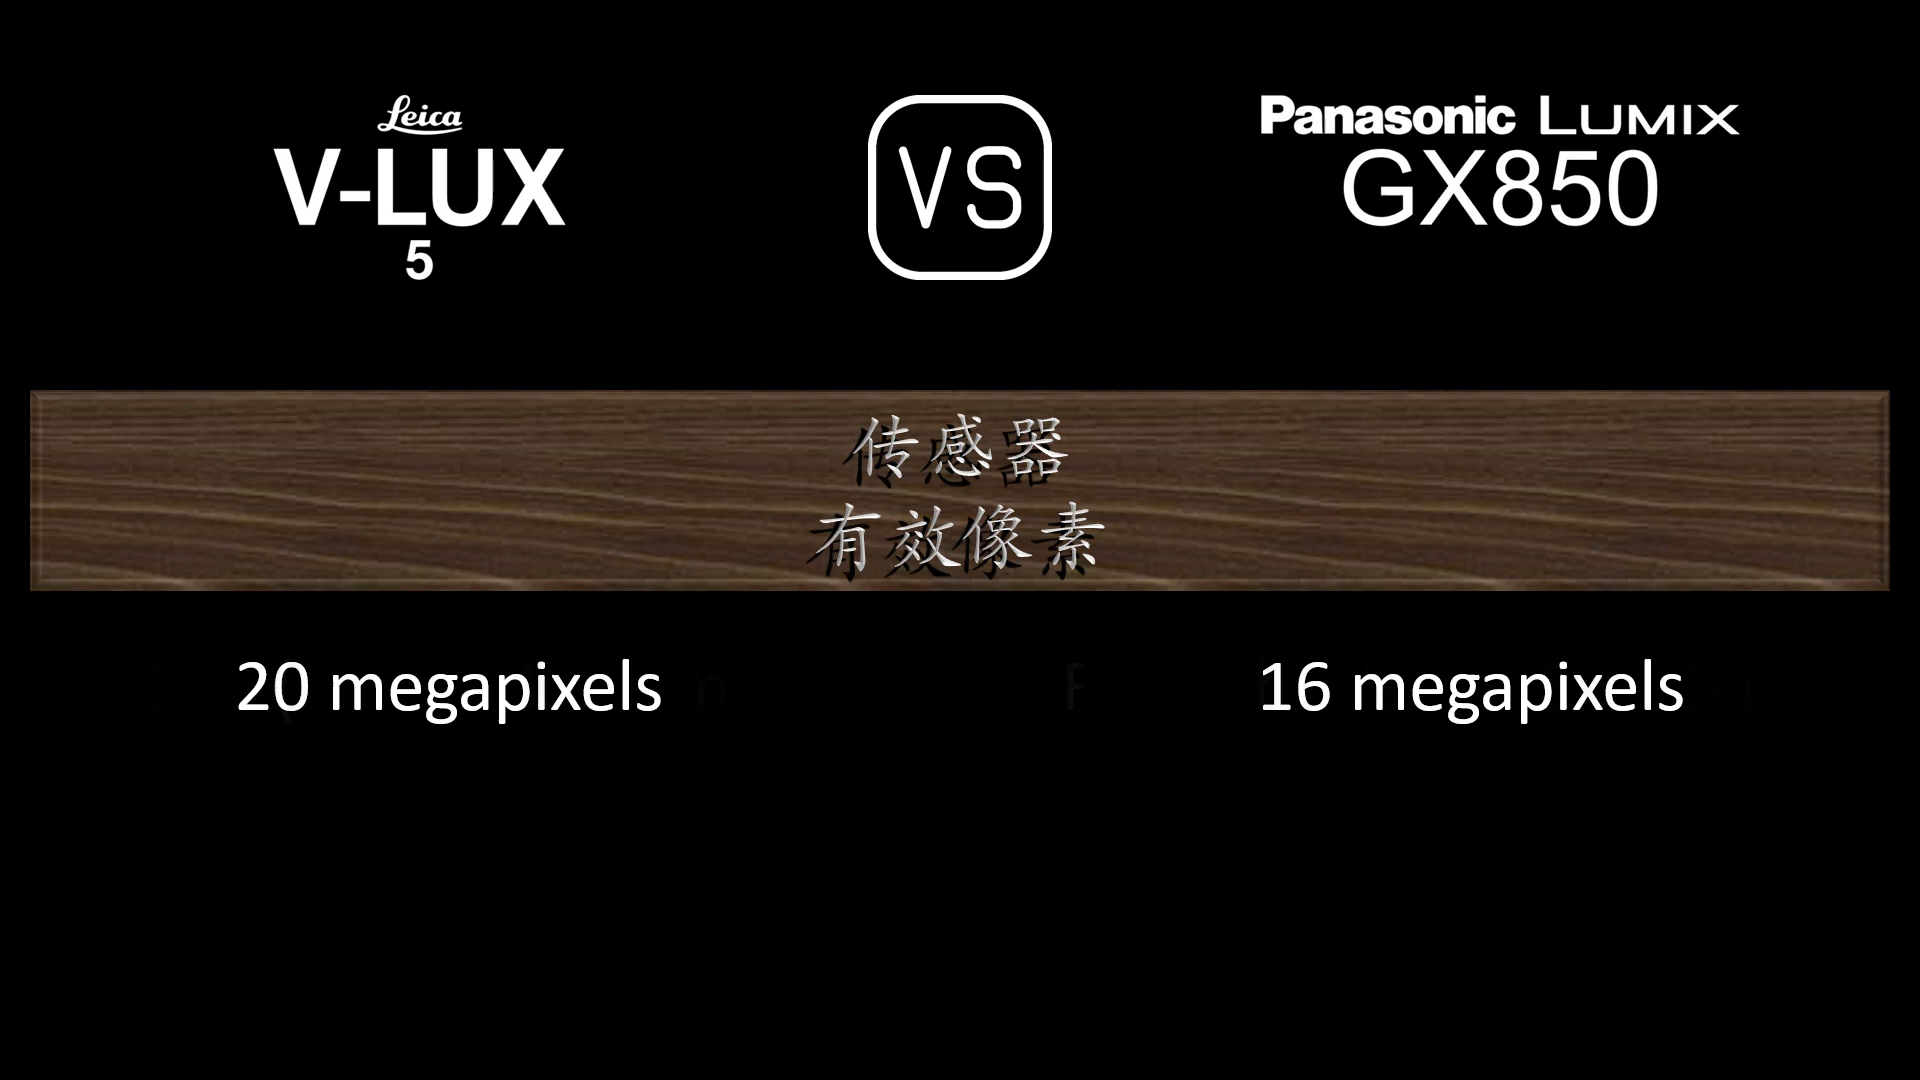 Leica
V-LUX
5
VS
Panasonic LUMIX
GX850
传感器
有效像素
20 megapixels
16 megapixels